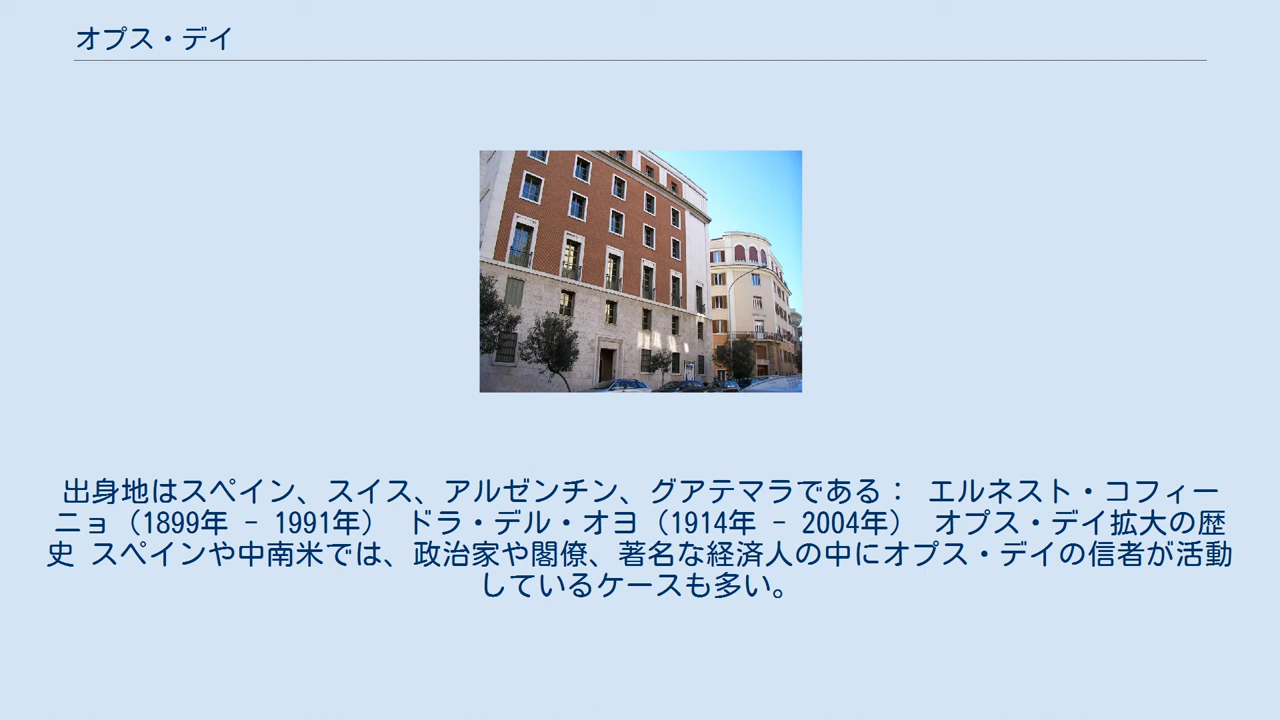 オプス・デイ
出身地はスペイン、スイス、アルゼンチン、グアテマラである： エルネスト・コフィー
ニョ（1899年 - 1991年） ドラ・デル・オヨ（1914年 - 2004年） オプス・デイ拡大の歴
史 スペインや中南米では、政治家や閣僚、著名な経済人の中にオプス・デイの信者が活動
しているケースも多い。